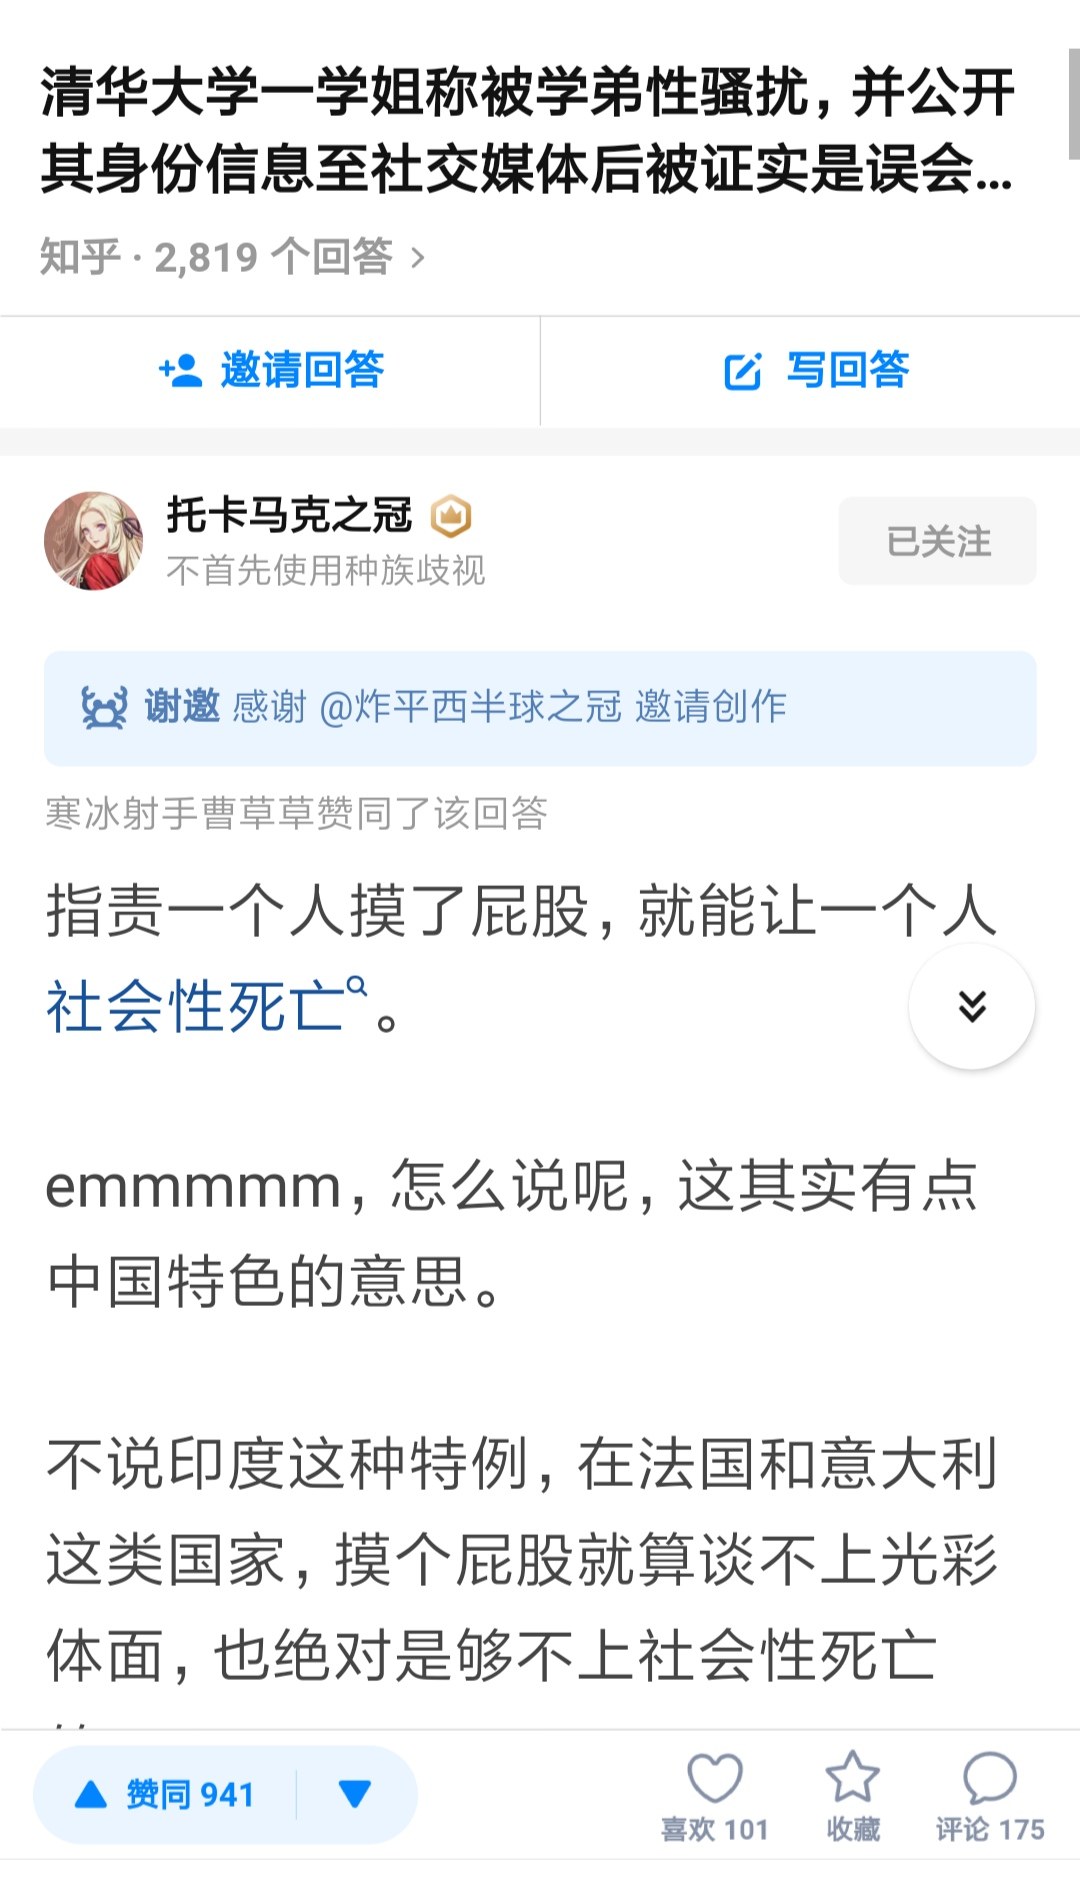 清华大学一学姐称被学弟性骚扰，并公开
其身份信息至社交媒体后被证实是误会...
知乎 · 2,819 个回答 >
邀请回答
写回答
托卡马克之冠
不首先使用种族歧视
已关注
谢邀 感谢 @炸平西半球之冠 邀请创作
寒冰射手曹草草赞同了该回答
指责一个人摸了屁股，就能让一个人
社会性死亡。
emmmmm，怎么说呢，这其实有点
中国特色的意思。
不说印度这种特例，在法国和意大利
这类国家，摸个屁股就算谈不上光彩
体面，也绝对是够不上社会性死亡
赞同 941
喜欢 101
收藏
评论 175